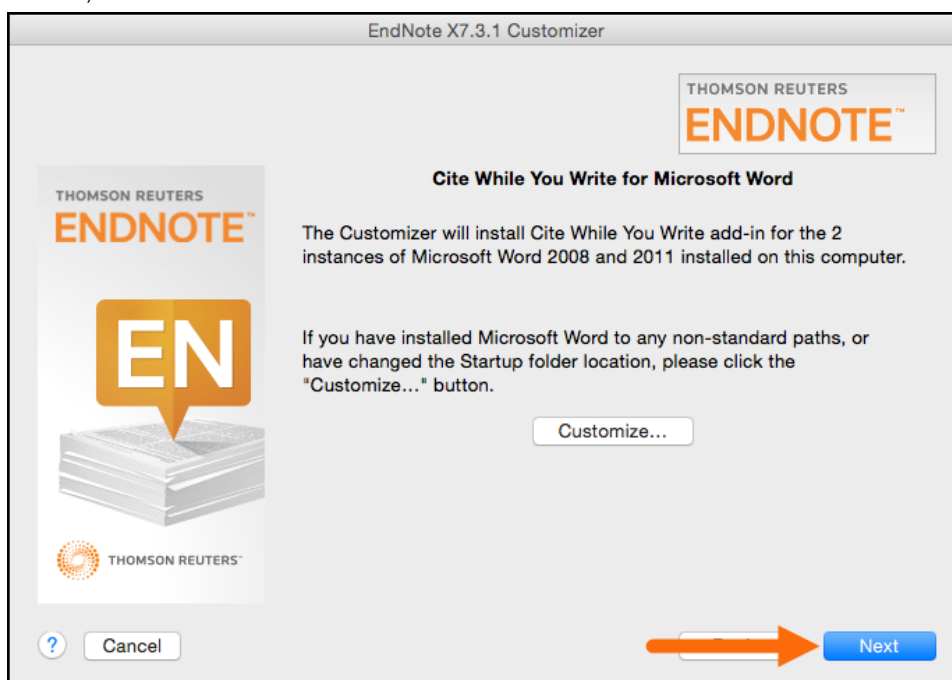 EndNote X7.3.1 Customizer
THOMSON REUTERS
ENDNOTE™
THOMSON REUTERS
ENDNOTE™
EN
THOMSON REUTERS™
Cite While You Write for Microsoft Word
The Customizer will install Cite While You Write add-in for the 2
instances of Microsoft Word 2008 and 2011 installed on this computer.
If you have installed Microsoft Word to any non-standard paths, or
have changed the Startup folder location, please click the
"Customize..." button.
Customize...
?
Cancel
Next